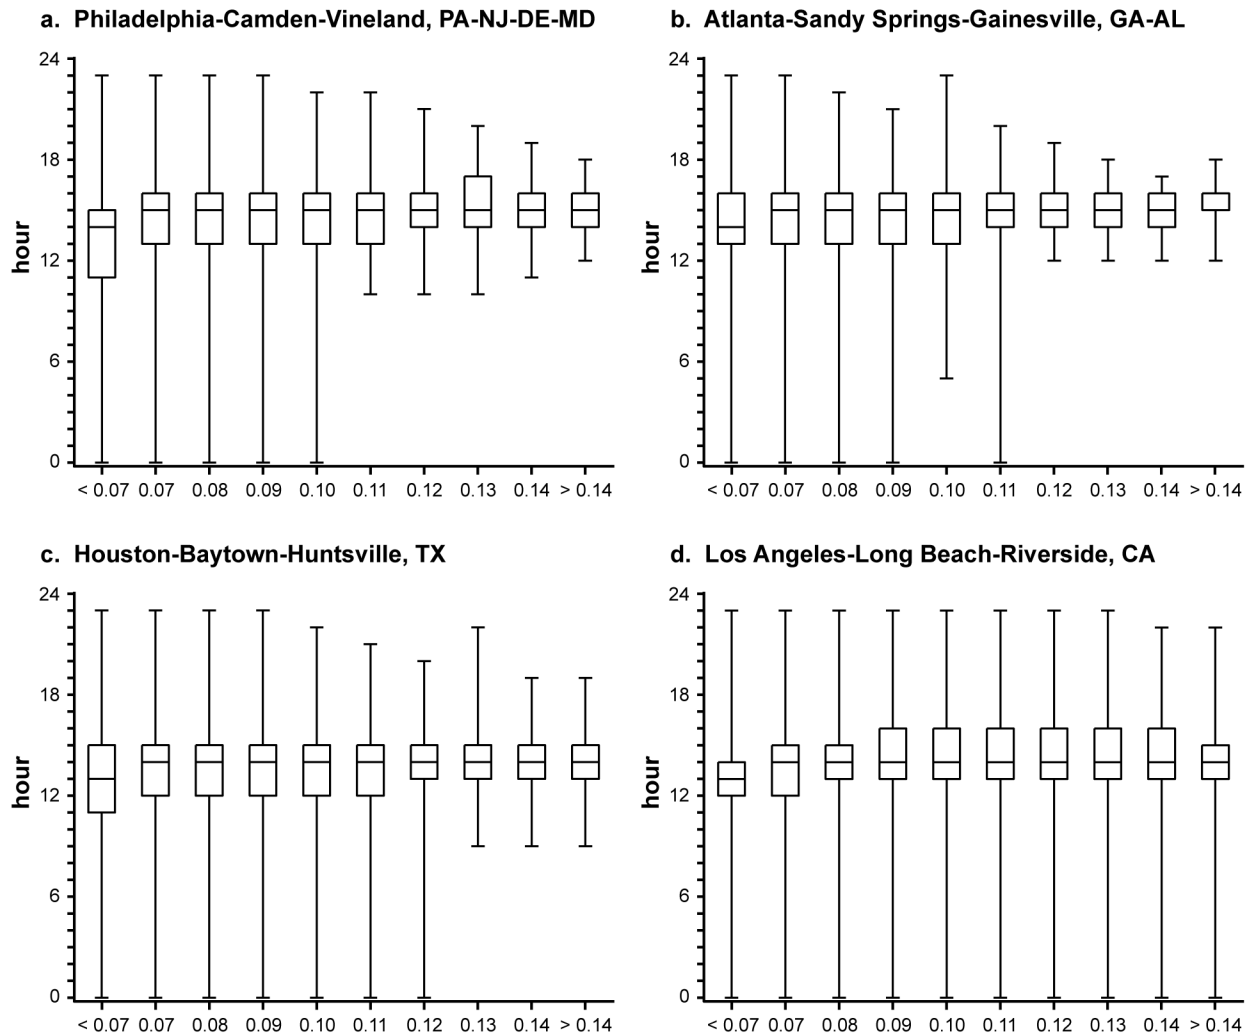 a. Philadelphia-Camden-Vineland, PA-NJ-DE-MD
24
18
12
6
0
hour
< 0.07 0.07 0.08 0.09 0.10 0.11 0.12 0.13 0.14 > 0.14
b. Atlanta-Sandy Springs-Gainesville, GA-AL
24
18
12
6
0
hour
< 0.07 0.07 0.08 0.09 0.10 0.11 0.12 0.13 0.14 > 0.14
c. Houston-Baytown-Huntsville, TX
24
18
12
6
0
hour
< 0.07 0.07 0.08 0.09 0.10 0.11 0.12 0.13 0.14 > 0.14
d. Los Angeles-Long Beach-Riverside, CA
24
18
12
6
0
hour
< 0.07 0.07 0.08 0.09 0.10 0.11 0.12 0.13 0.14 > 0.14